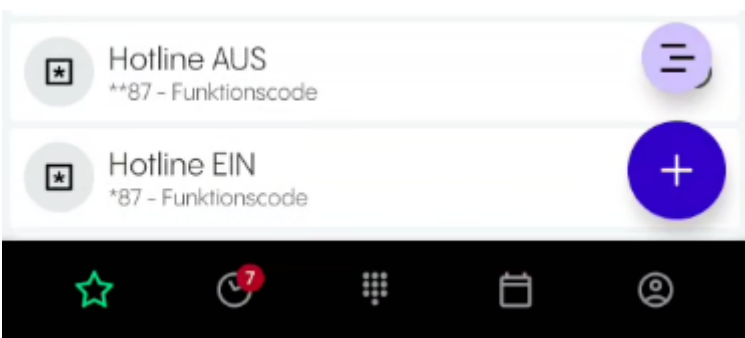 Hotline AUS
**87 - Funktionscode
Hotline EIN
*87 - Funktionscode
7